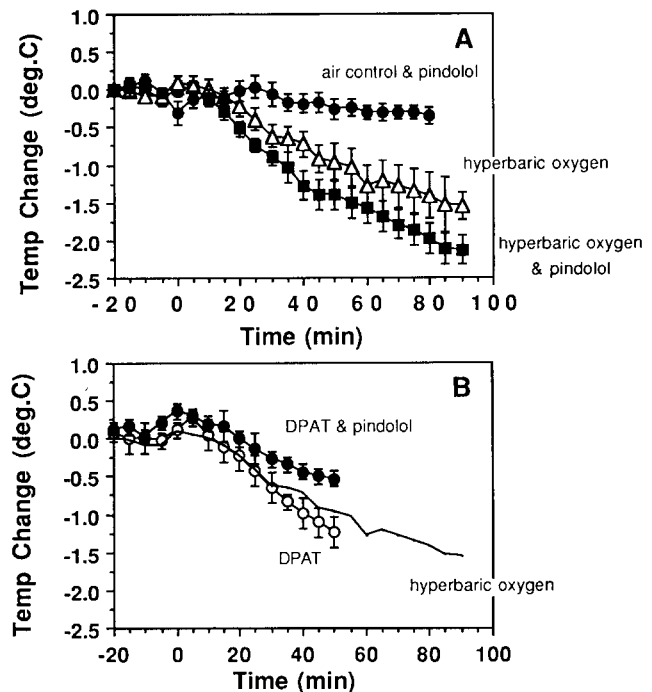 A
1.0
0.5
0.0
-0.5
-1.0
-1.5
-2.0
-2.5
Temp Change (deg.C)
air control & pindolol
hyperbaric oxygen
hyperbaric oxygen
& pindolol
-20 0 20 40 60 80 100
Time (min)
B
1.0
0.5
0.0
-0.5
-1.0
-1.5
-2.0
-2.5
Temp Change (deg.C)
DPAT & pindolol
DPAT
hyperbaric oxygen
-20 0 20 40 60 80 100
Time (min)